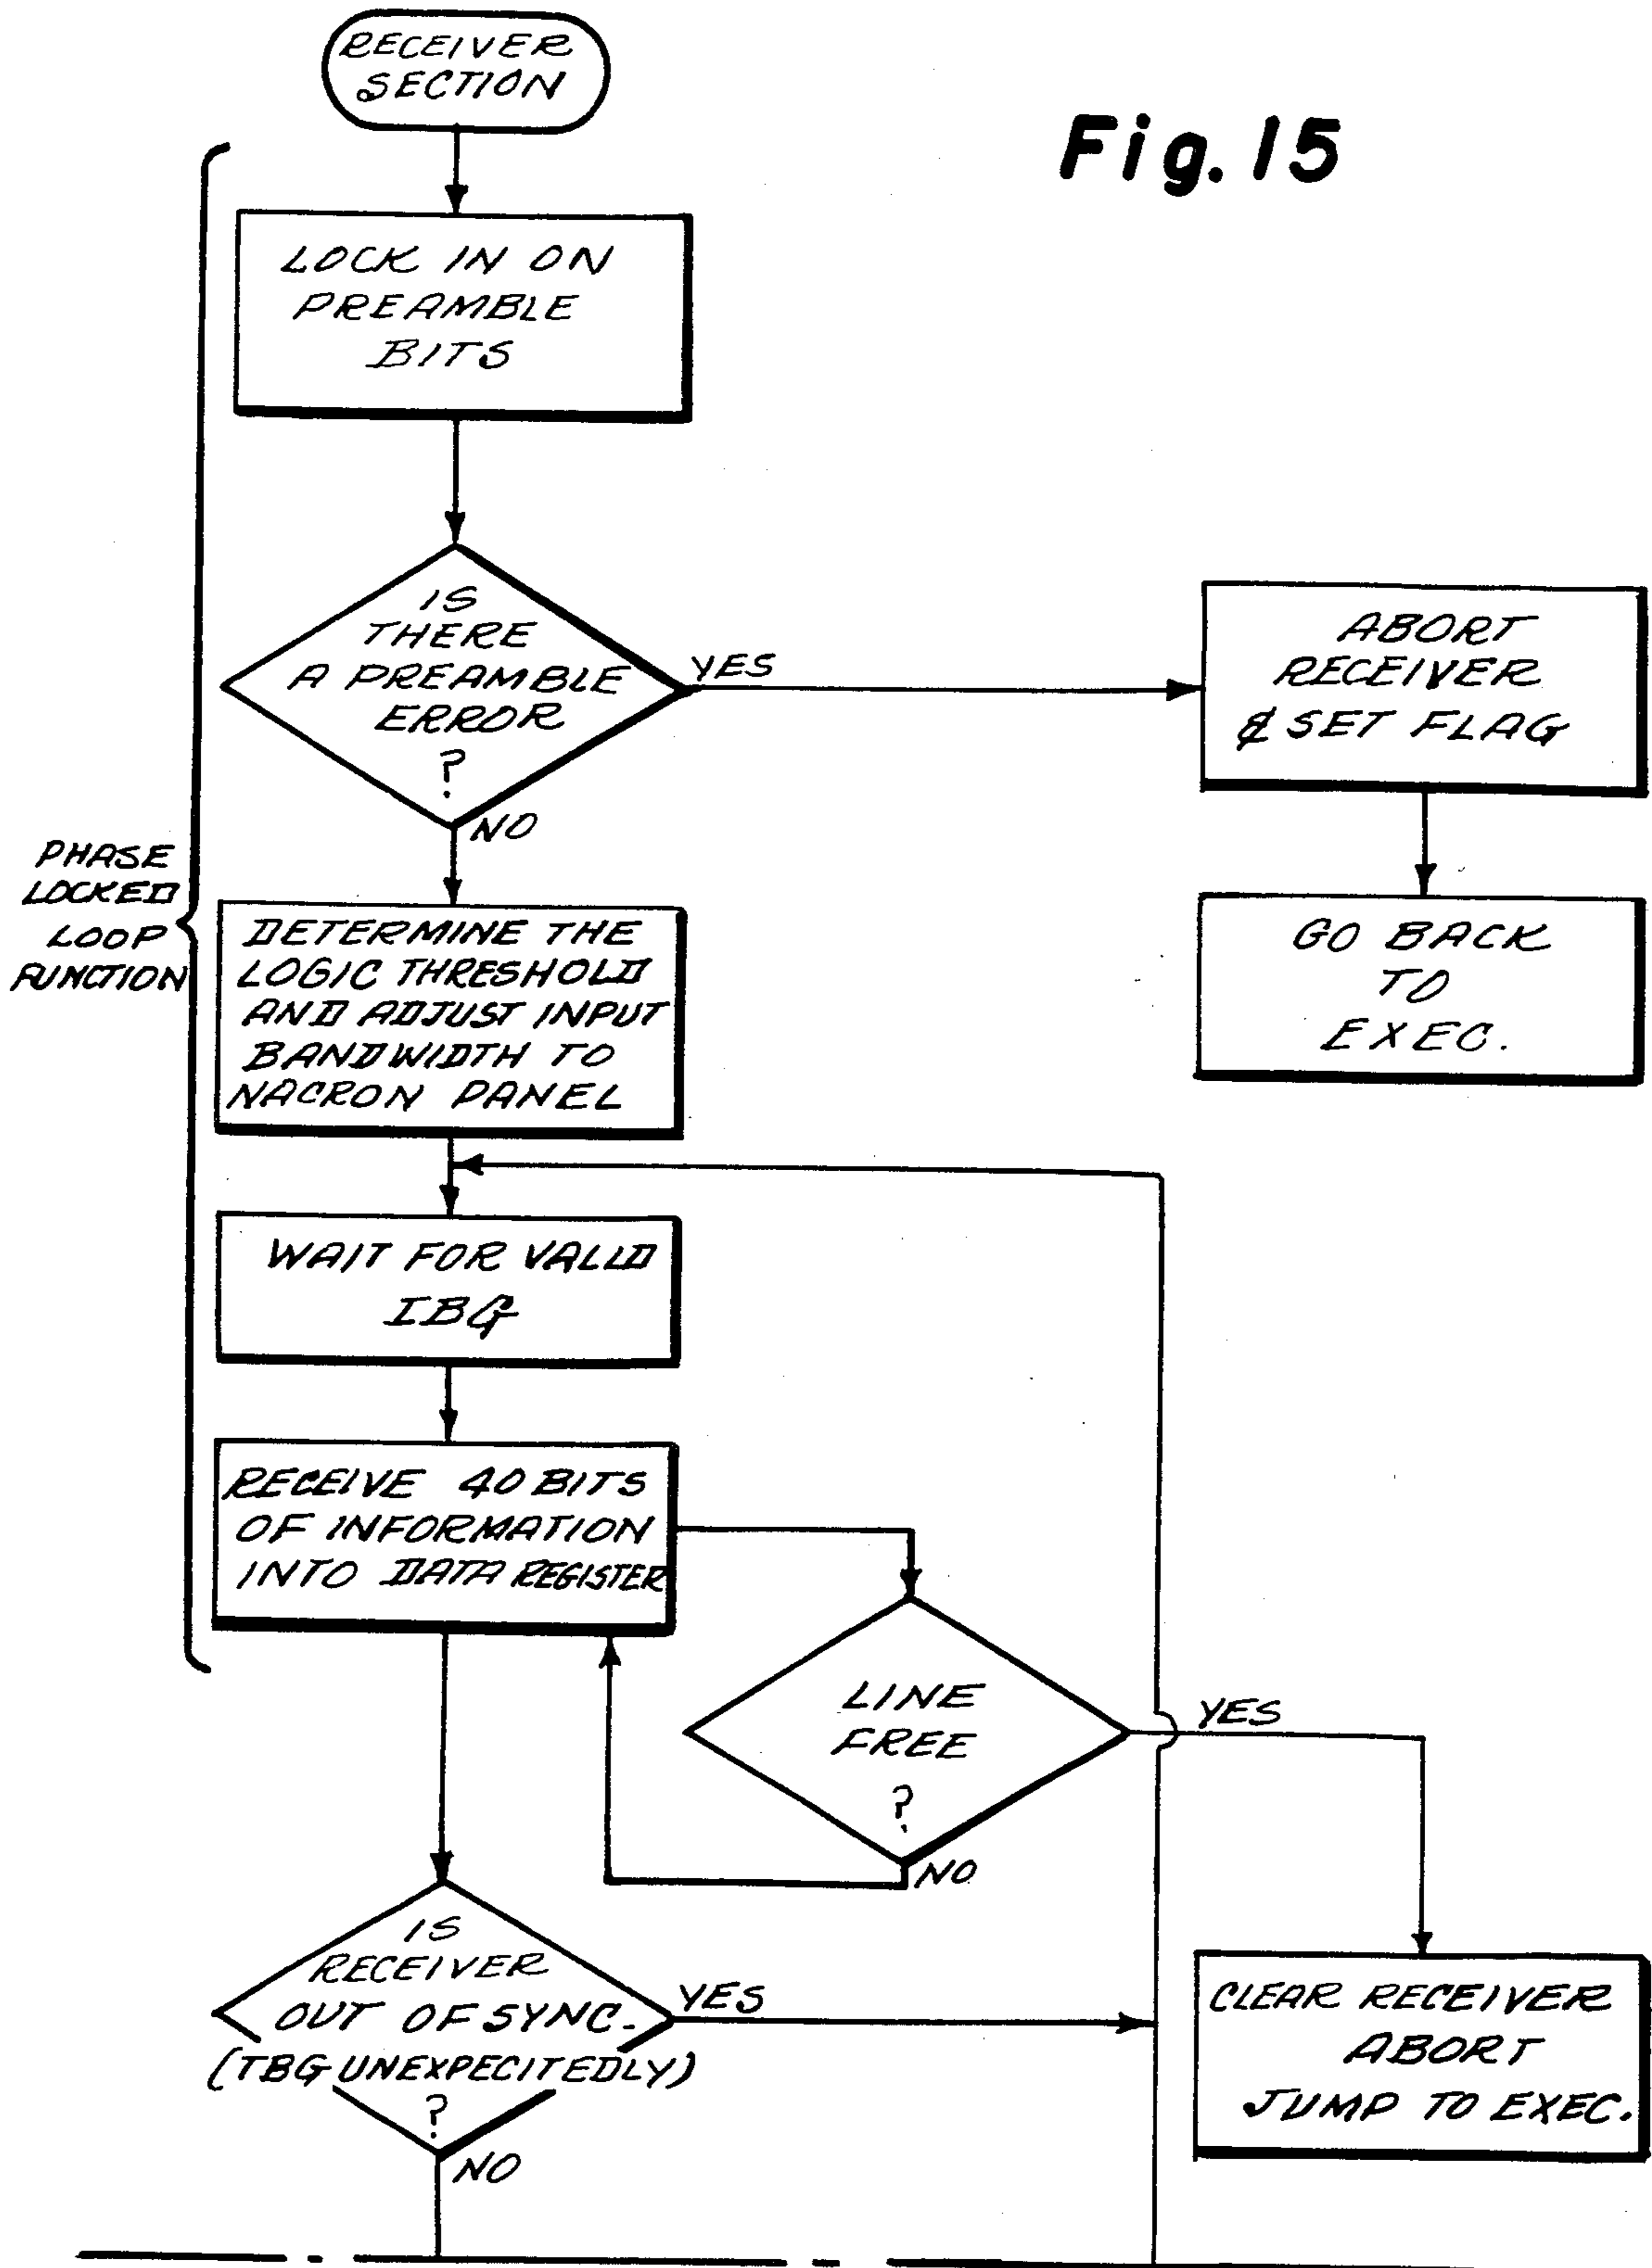 RECEIVER
SECTION
Fig. 15
LOCK IN ON
PREAMBLE
BITS
IS
THERE
A PREAMBLE
ERROR
?
YES
NO
ABORT
RECEIVER
& SET FLAG
GO BACK
TO
EXEC.
PHASE
LOCKED
LOOP
FUNCTION
DETERMINE THE
LOGIC THRESHOLD
AND ADJUST INPUT
BANDWIDTH TO
NACRON PANEL
WAIT FOR VALID
IBG
RECEIVE 40 BITS
OF INFORMATION
INTO DATA REGISTER
LINE
FREE
?
YES
NO
IS
RECEIVER
OUT OF SYNC.
(TBG UNEXPECITEDLY)
?
YES
NO
CLEAR RECEIVER
ABORT
JUMP TO EXEC.